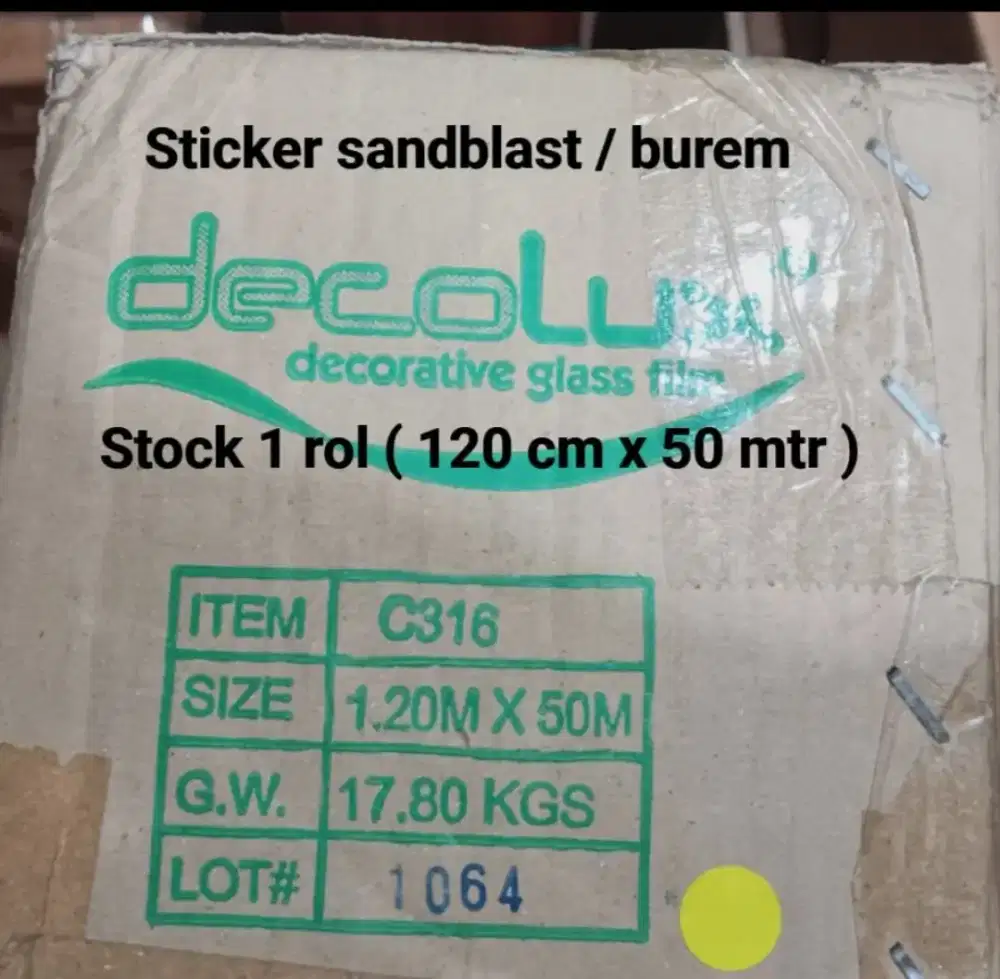 Sticker sandblast / burem
decolux
decorative glass film
Stock 1 rol ( 120 cm x 50 mtr )
ITEM C316
SIZE 1.20M X 50M
G.W. 17.80 KGS
LOT# 1064